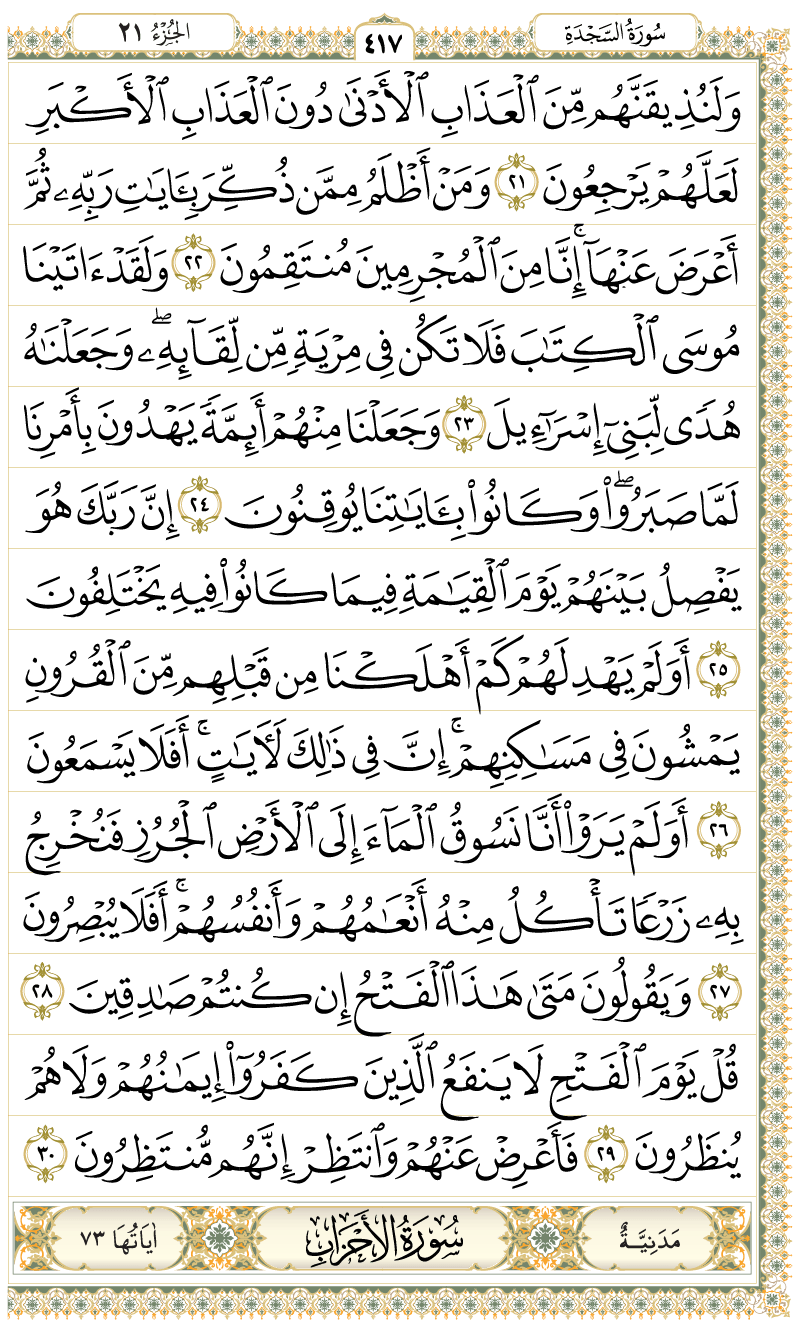 سُورَةُ السَّجْدَةِ ٤١٧ الجُزْءُ ٢١
وَلَنُذِيقَنَّهُم مِّنَ ٱلْعَذَابِ ٱلْأَدْنَىٰ دُونَ ٱلْعَذَابِ ٱلْأَكْبَرِ
لَعَلَّهُمْ يَرْجِعُونَ ٢١ وَمَنْ أَظْلَمُ مِمَّن ذُكِّرَ بِـَٔايَٰتِ رَبِّهِۦ ثُمَّ
أَعْرَضَ عَنْهَآ ۚ إِنَّا مِنَ ٱلْمُجْرِمِينَ مُنتَقِمُونَ ٢٢ وَلَقَدْ ءَاتَيْنَا
مُوسَى ٱلْكِتَٰبَ فَلَا تَكُن فِى مِرْيَةٍ مِّن لِّقَآئِهِۦ ۖ وَجَعَلْنَٰهُ
هُدًى لِّبَنِىٓ إِسْرَٰٓءِيلَ ٢٣ وَجَعَلْنَا مِنْهُمْ أَئِمَّةً يَهْدُونَ بِأَمْرِنَا
لَمَّا صَبَرُوا۟ ۖ وَكَانُوا۟ بِـَٔايَٰتِنَا يُوقِنُونَ ٢٤ إِنَّ رَبَّكَ هُوَ
يَفْصِلُ بَيْنَهُمْ يَوْمَ ٱلْقِيَٰمَةِ فِيمَا كَانُوا۟ فِيهِ يَخْتَلِفُونَ
٢٥ أَوَلَمْ يَهْدِ لَهُمْ كَمْ أَهْلَكْنَا مِن قَبْلِهِم مِّنَ ٱلْقُرُونِ
يَمْشُونَ فِى مَسَٰكِنِهِمْ ۚ إِنَّ فِى ذَٰلِكَ لَـَٔايَٰتٍ ۚ أَفَلَا يَسْمَعُونَ
٢٦ أَوَلَمْ يَرَوْا۟ أَنَّا نَسُوقُ ٱلْمَآءَ إِلَى ٱلْأَرْضِ ٱلْجُرُزِ فَنُخْرِجُ
بِهِۦ زَرْعًا تَأْكُلُ مِنْهُ أَنْعَٰمُهُمْ وَأَنفُسُهُمْ ۚ أَفَلَا يُبْصِرُونَ
٢٧ وَيَقُولُونَ مَتَىٰ هَٰذَا ٱلْفَتْحُ إِن كُنتُمْ صَٰدِقِينَ ٢٨
قُلْ يَوْمَ ٱلْفَتْحِ لَا يَنفَعُ ٱلَّذِينَ كَفَرُوٓا۟ إِيمَٰنُهُمْ وَلَا هُمْ
يُنظَرُونَ ٢٩ فَأَعْرِضْ عَنْهُمْ وَٱنتَظِرْ إِنَّهُم مُّنتَظِرُونَ ٣٠
مَدَنِيَّةٌ سُورَةُ الأَحْزَابِ اٰيَاتُهَا ٧٣